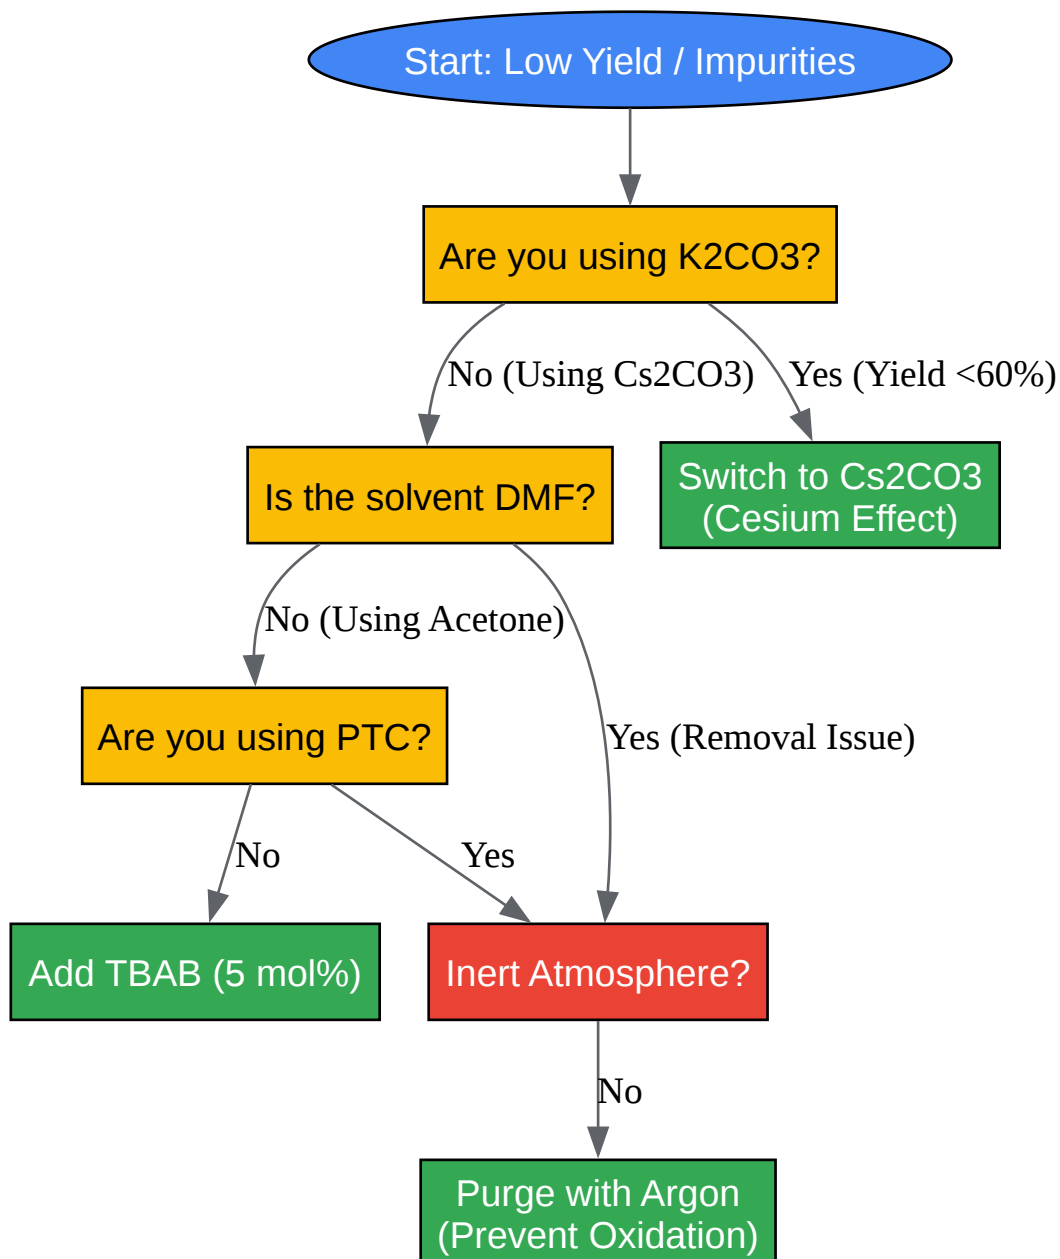 Start: Low Yield / Impurities
Are you using K2CO3?
No (Using Cs2CO3)
Yes (Yield <60%)
Is the solvent DMF?
Switch to Cs2CO3
(Cesium Effect)
No (Using Acetone)
Are you using PTC?
Yes (Removal Issue)
No
Yes
Add TBAB (5 mol%)
Inert Atmosphere?
No
Purge with Argon
(Prevent Oxidation)